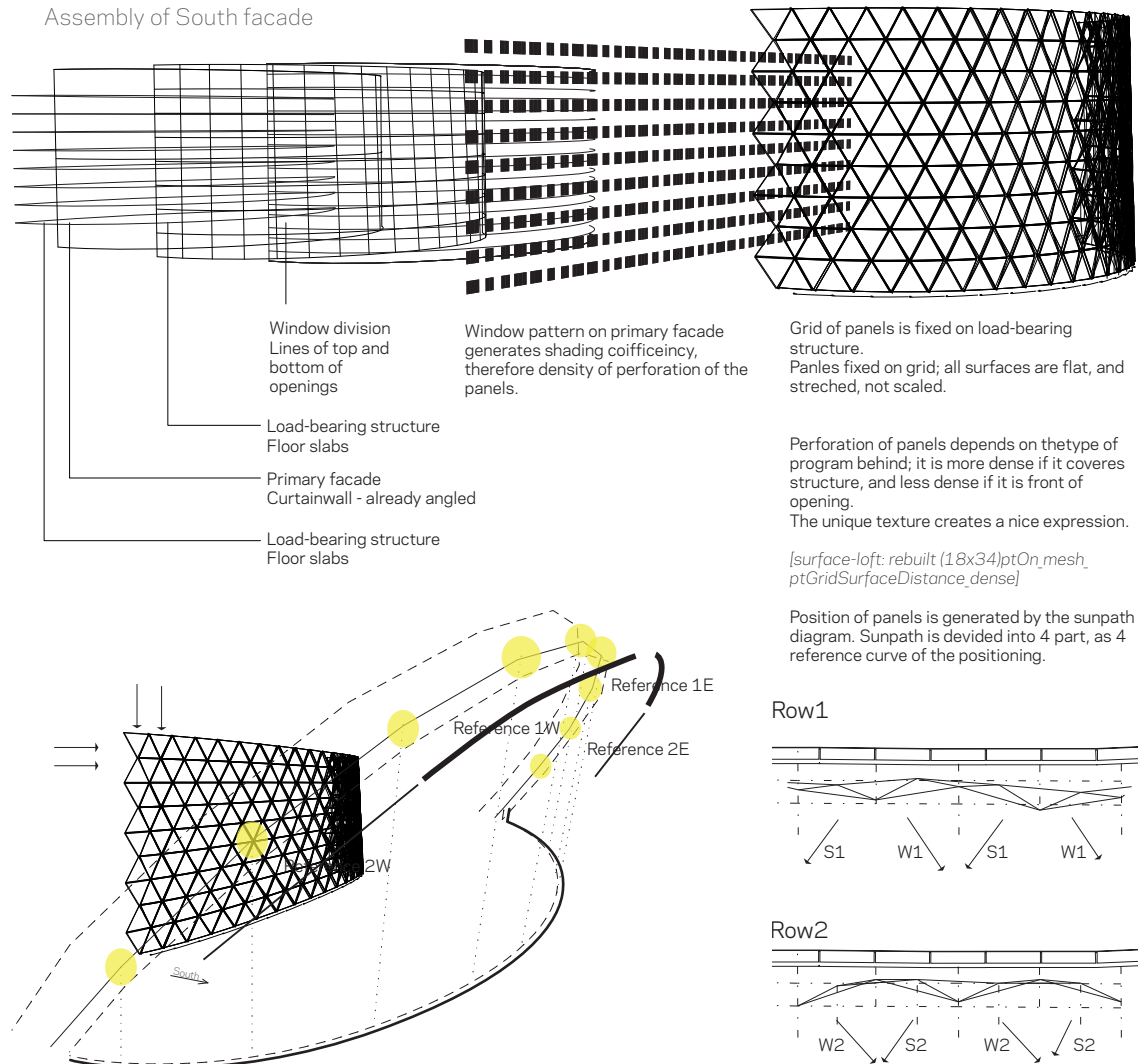 Assembly of South facade
Window division
Lines of top and
bottom of
openings
Load-bearing structure
Floor slabs
Primary facade
Curtainwall - already angled
Load-bearing structure
Floor slabs
Window pattern on primary facade
generates shading coifficeincy,
therefore density of perforation of the
panels.
Grid of panels is fixed on load-bearing
structure.
Panles fixed on grid; all surfaces are flat, and
streched, not scaled.
Perforation of panels depends on thetype of
program behind; it is more dense if it coveres
structure, and less dense if it is front of
opening.
The unique texture creates a nice expression.
[surface-loft: rebuilt (18x34)ptOn_mesh_
ptGridSurfaceDistance_dense]
Position of panels is generated by the sunpath
diagram. Sunpath is devided into 4 part, as 4
reference curve of the positioning.
Reference 1E
Reference 1W
Reference 2E
Reference 2W
South
Row1
S1 W1 S1 W1
Row2
W2 S2 W2 S2